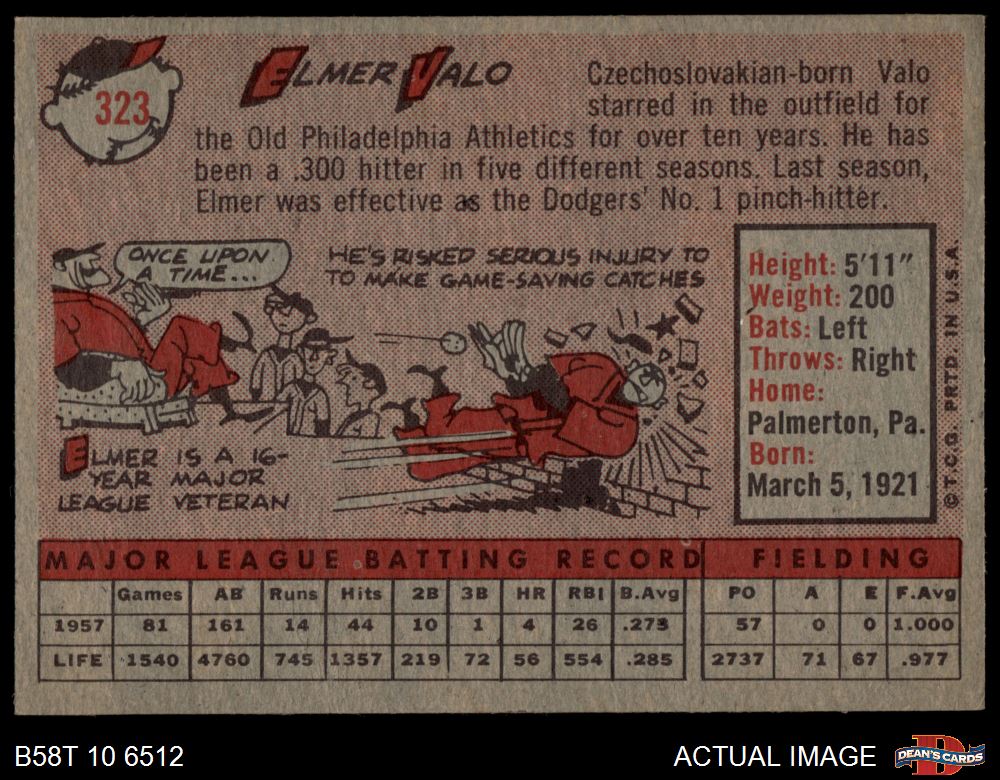 323
ELMER VALO
Czechoslovakian-born Valo
starred in the outfield for
the Old Philadelphia Athletics for over ten years. He has
been a .300 hitter in five different seasons. Last season,
Elmer was effective as the Dodgers' No. 1 pinch-hitter.
ONCE UPON
A TIME...
HE'S RISKED SERIOUS INJURY TO
TO MAKE GAME-SAVING CATCHES
ELMER IS A 16-
YEAR MAJOR
LEAGUE VETERAN
Height: 5'11"
Weight: 200
Bats: Left
Throws: Right
Home:
Palmerton, Pa.
Born:
March 5, 1921
© T.C.G. PRTD. IN U.S.A.
MAJOR LEAGUE BATTING RECORD FIELDING
Games AB Runs Hits 2B 3B HR RBI B.Avg PO A E F.Avg
1957 81 161 14 44 10 1 4 26 .273 57 0 0 1.000
LIFE 1540 4760 745 1357 219 72 56 554 .285 2737 71 67 .977
B58T 10 6512
ACTUAL IMAGE
DEAN'S CARDS